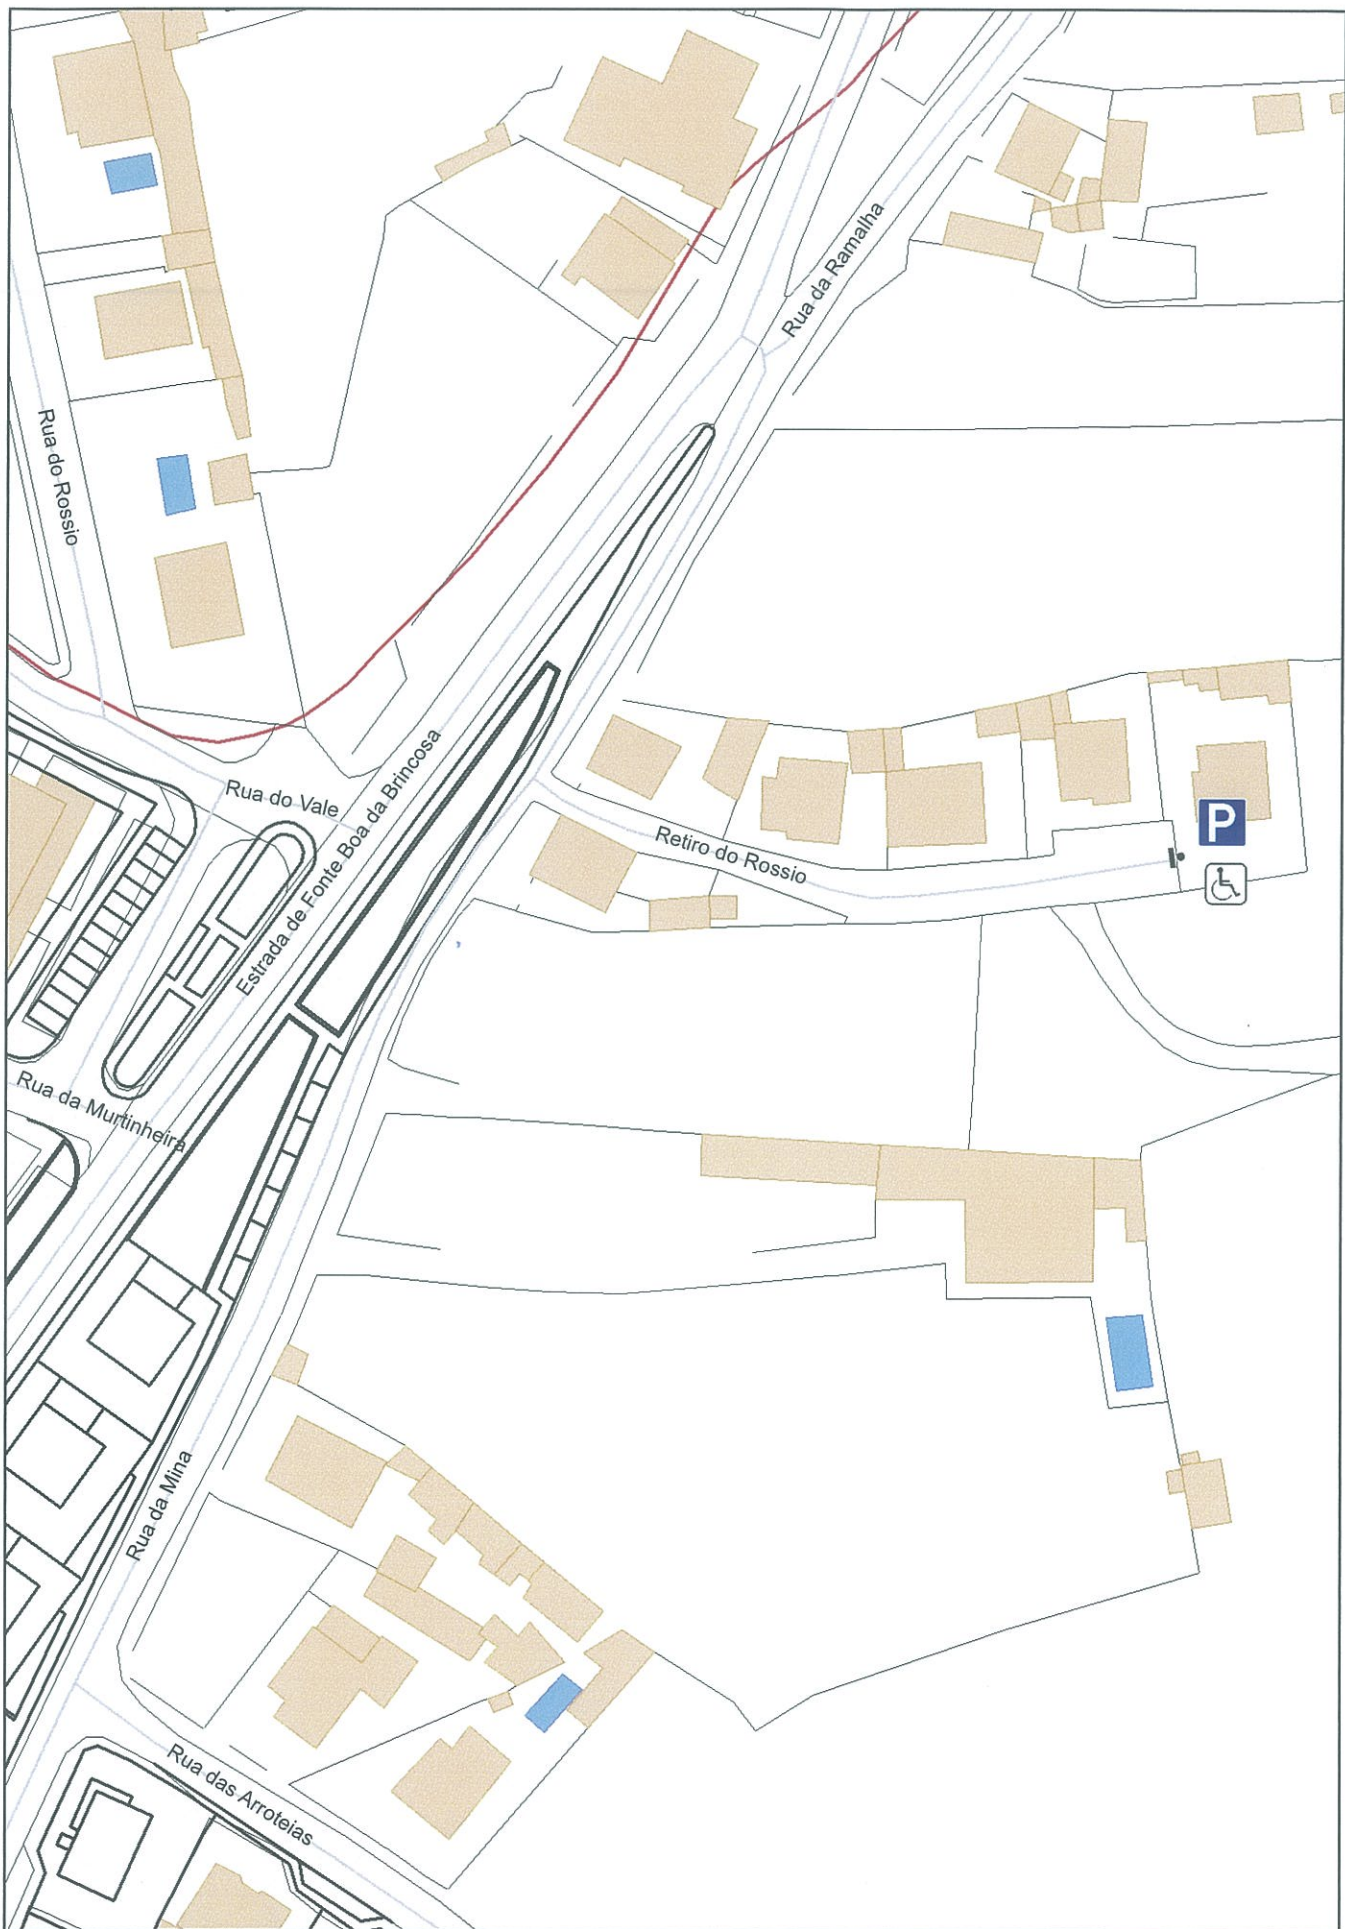 Rua da Ramalha
Rua do Rossio
Rua do Vale
Estrada de Fonte Boa da Brincosa
Retiro do Rossio
P
Rua da Murtinheira
Rua da Mina
Rua das Arroteias